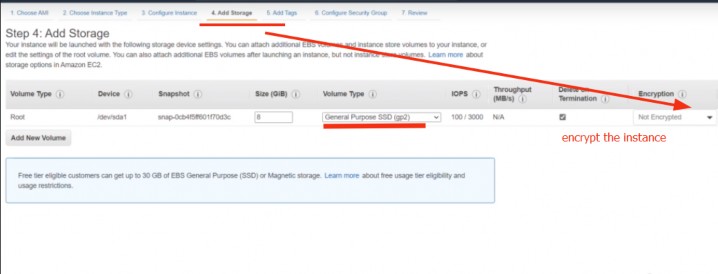 1. Choose AMI 2. Choose Instance Type 3. Configure Instance 4. Add Storage 5. Add Tags 6. Configure Security Group 7. Review
Step 4: Add Storage
Your instance will be launched with the following storage device settings. You can attach additional EBS volumes and instance store volumes to your instance, or
edit the settings of the root volume. You can also attach additional EBS volumes after launching an instance, but not instance store volumes. Learn more about
storage options in Amazon EC2.
Volume Type Device Snapshot Size (GiB) Volume Type IOPS Throughput (MB/s) Delete on Termination Encryption
Root /dev/sda1 snap-0cb4f5ff601f70d3c 8 General Purpose SSD (gp2) 100 / 3000 N/A Not Encrypted
Add New Volume
encrypt the instance
Free tier eligible customers can get up to 30 GB of EBS General Purpose (SSD) or Magnetic storage. Learn more about free usage tier eligibility and
usage restrictions.